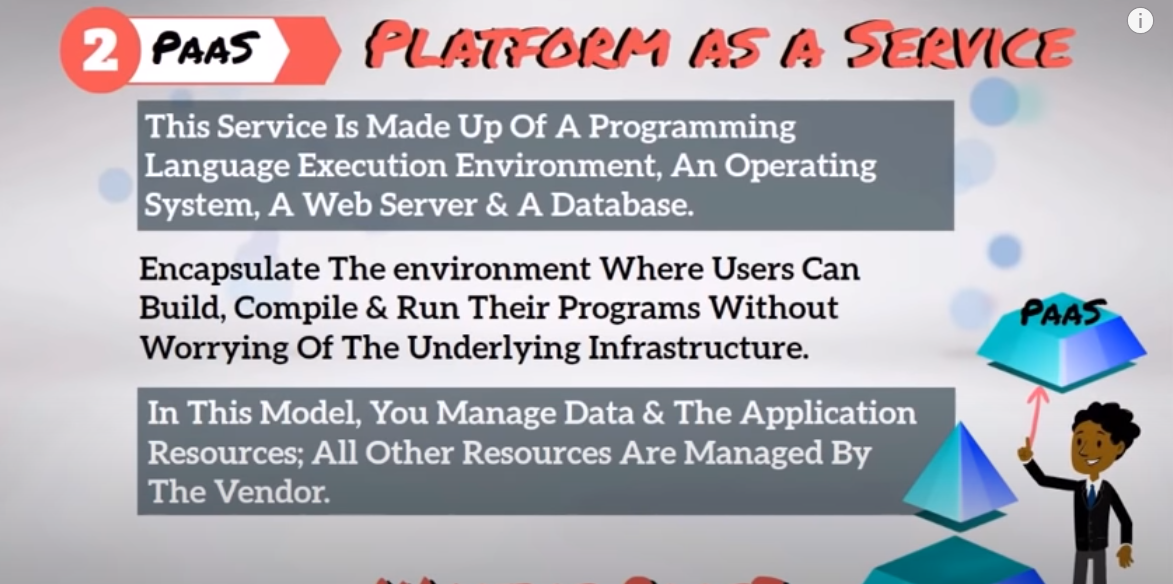 2 PAAS PLATFORM AS A SERVICE
This Service Is Made Up Of A Programming
Language Execution Environment, An Operating
System, A Web Server & A Database.
Encapsulate The environment Where Users Can
Build, Compile & Run Their Programs Without
Worrying Of The Underlying Infrastructure.
PAAS
In This Model, You Manage Data & The Application
Resources; All Other Resources Are Managed By
The Vendor.